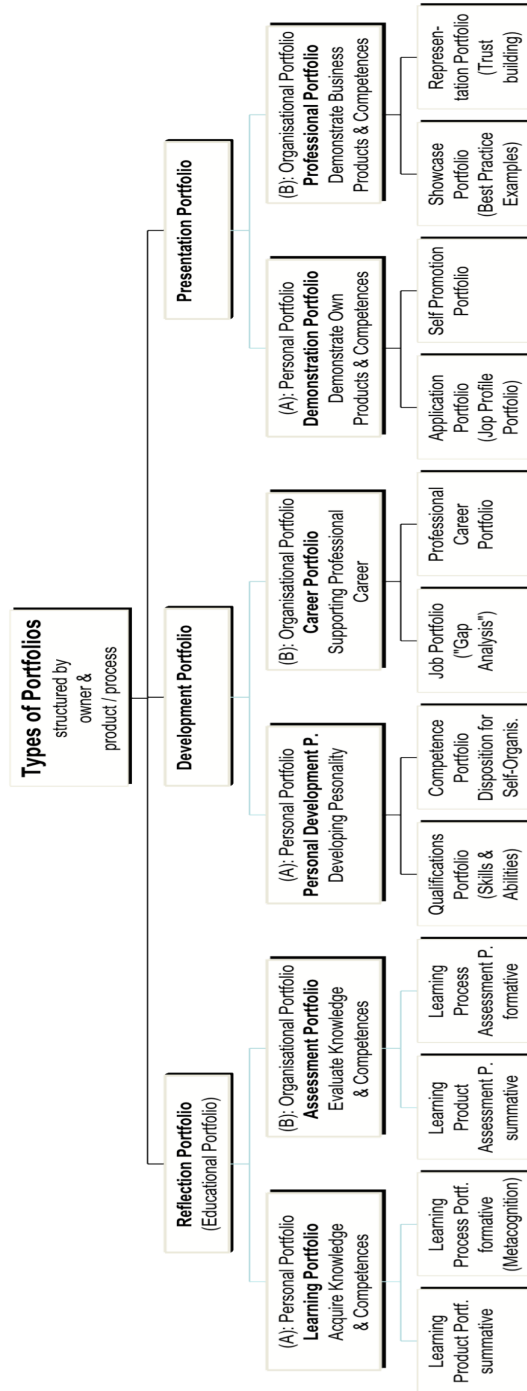 Types of Portfolios
structured by
owner &
product / process
Reflection Portfolio
(Educational Portfolio)
Development Portfolio
Presentation Portfolio
(A): Personal Portfolio
Learning Portfolio
Acquire Knowledge
& Competences
(B): Organisational Portfolio
Assessment Portfolio
Evaluate Knowledge
& Competences
(A): Personal Portfolio
Personal Development P.
Developing Pesonality
(B): Organisational Portfolio
Career Portfolio
Supporting Professional
Career
(A): Personal Portfolio
Demonstration Portfolio
Demonstrate Own
Products & Competences
(B): Organisational Portfolio
Professional Portfolio
Demonstrate Business
Products & Competences
Learning
Product Portf.
summative
Learning
Process Portf.
formative
(Metacognition)
Learning
Product
Assessment P.
summative
Learning
Process
Assessment P.
formative
Qualifications
Portfolio
(Skills &
Abilities)
Competence
Portfolio
Disposition for
Self-Organis.
Job Portfolio
("Gap
Analysis")
Professional
Career
Portfolio
Application
Portfolio
(Jop Profile
Portfolio)
Self Promotion
Portfolio
Showcase
Portfolio
(Best Practice
Examples)
Represen-
tation Portfolio
(Trust
building)